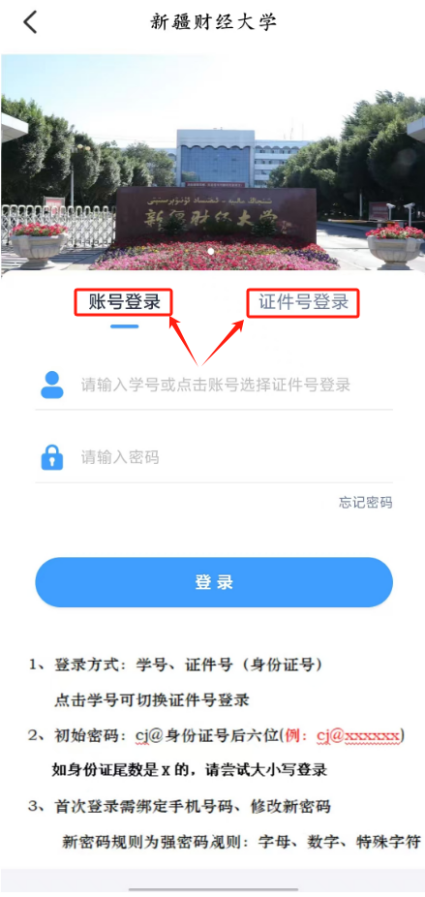 新疆财经大学
新疆财经大学
账号登录
证件号登录
请输入学号或点击账号选择证件号登录
请输入密码
忘记密码
登录
1、登录方式：学号、证件号（身份证号）
点击学号可切换证件号登录
2、初始密码：cj@身份证号后六位(例：cj@xxxxxx)
如身份证尾数是 X 的，请尝试大小写登录
3、首次登录需绑定手机号码、修改新密码
新密码规则为强密码规则：字母、数字、特殊字符